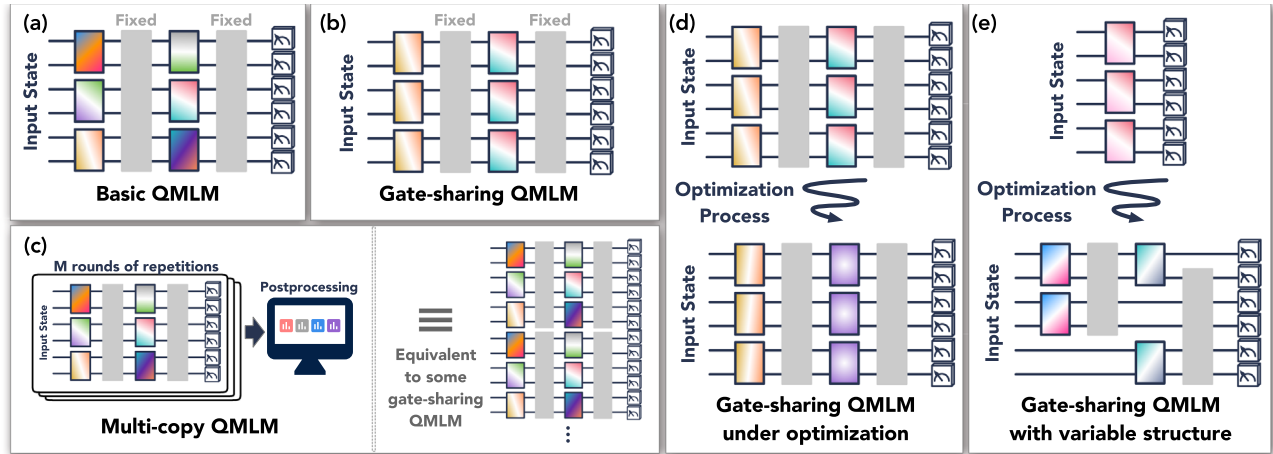 (a)
Fixed
Fixed
Input State
Basic QMLM
(b)
Fixed
Fixed
Input State
Gate-sharing QMLM
(c)
M rounds of repetitions
Input State
Postprocessing
Multi-copy QMLM
Equivalent
to some
gate-sharing
QMLM
(d)
Input State
Optimization
Process
Input State
Gate-sharing QMLM
under optimization
(e)
Input State
Optimization
Process
Input State
Gate-sharing QMLM
with variable structure